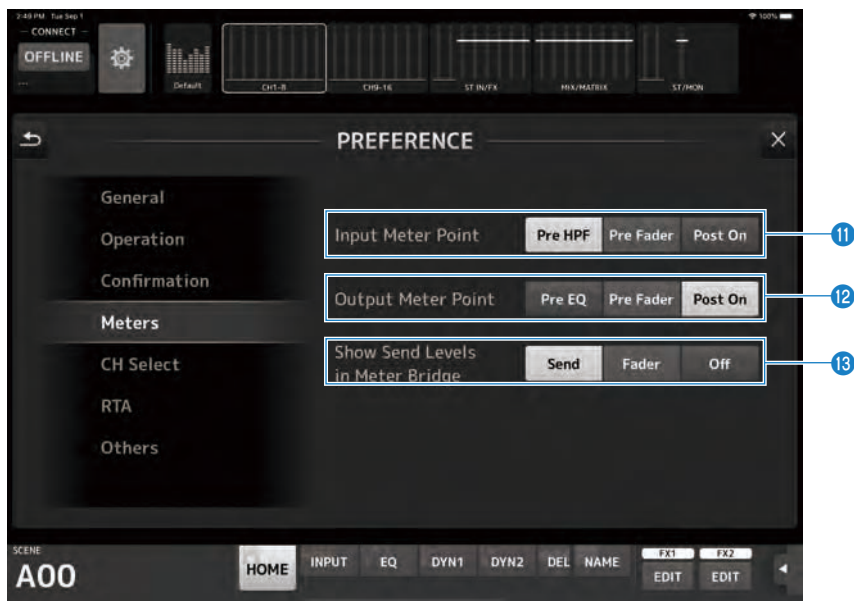 2:49 PM Tue Sep 1
100%
CONNECT
OFFLINE
---
Default
CH1-8
CH9-16
ST IN/FX
MIX/MATRIX
ST/MON
PREFERENCE
General
Operation
Confirmation
Meters
CH Select
RTA
Others
Input Meter Point
Pre HPF
Pre Fader
Post On
11
Output Meter Point
Pre EQ
Pre Fader
Post On
12
Show Send Levels
in Meter Bridge
Send
Fader
Off
13
SCENE
A00
HOME
INPUT
EQ
DYN1
DYN2
DEL
NAME
FX1
EDIT
FX2
EDIT